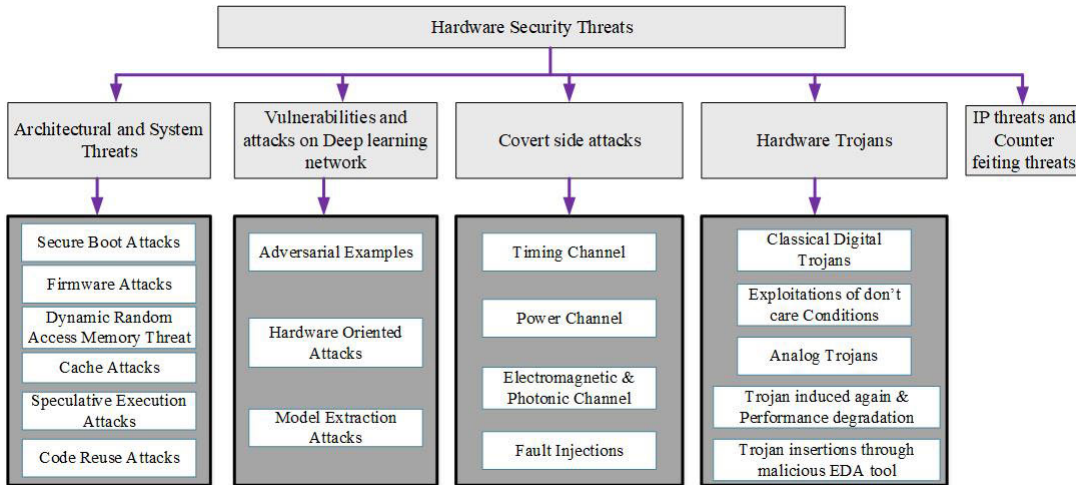 Hardware Security Threats
Architectural and System
Threats
Vulnerabilities and
attacks on Deep learning
network
Covert side attacks
Hardware Trojans
IP threats and
Counter
feiting threats
Secure Boot Attacks
Firmware Attacks
Dynamic Random
Access Memory Threat
Cache Attacks
Speculative Execution
Attacks
Code Reuse Attacks
Adversarial Examples
Hardware Oriented
Attacks
Model Extraction
Attacks
Timing Channel
Power Channel
Electromagnetic &
Photonic Channel
Fault Injections
Classical Digital
Trojans
Exploitations of don’t
care Conditions
Analog Trojans
Trojan induced again &
Performance degradation
Trojan insertions through
malicious EDA tool